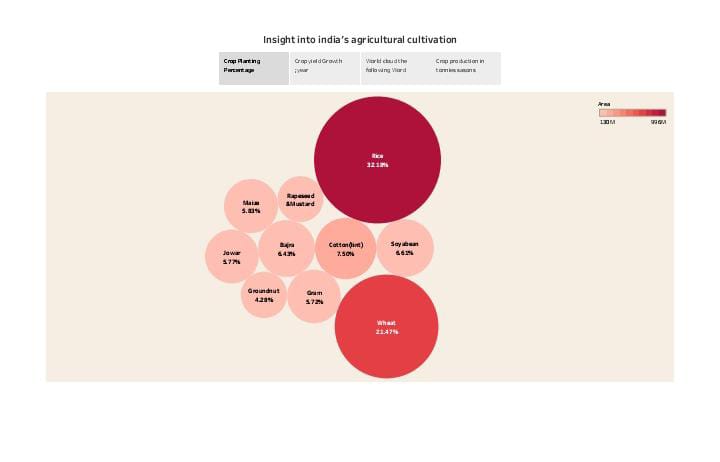 Insight into india's agricultural cultivation
Crop Planting
Percentage
Crop yield Growth
;year
World cloud the
following Word
Crop production in
tonnies seasons
Area
130M 996M
Rice
32.18%
Maize
5.83%
Rapeseed
&Mustard
Jowar
5.77%
Bajra
6.43%
Cotton(lint)
7.50%
Soyabean
6.61%
Groundnut
4.28%
Gram
5.72%
Wheat
21.47%